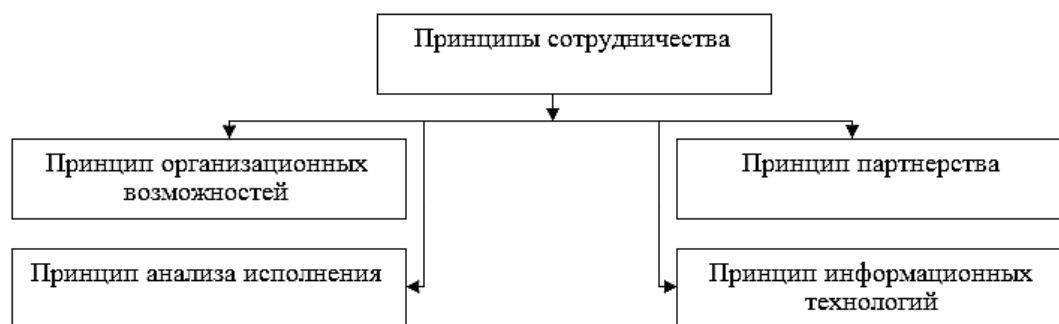 Принципы сотрудничества
Принцип организационных
возможностей
Принцип партнерства
Принцип анализа исполнения
Принцип информационных
технологий